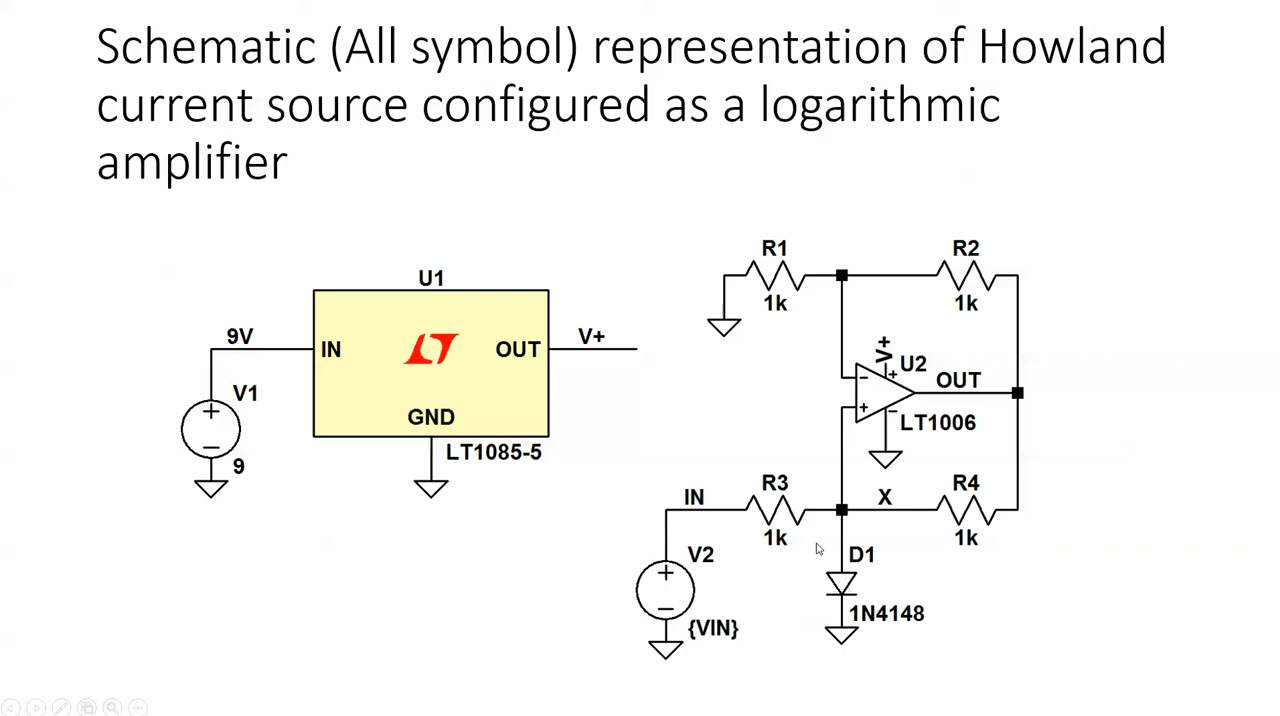 Schematic (All symbol) representation of Howland
current source configured as a logarithmic
amplifier
U1
9V
IN
OUT
V+
V1
9
GND
LT1085-5
R1
1k
R2
1k
V+
U2
OUT
LT1006
IN
R3
1k
X
R4
1k
V2
{VIN}
D1
1N4148